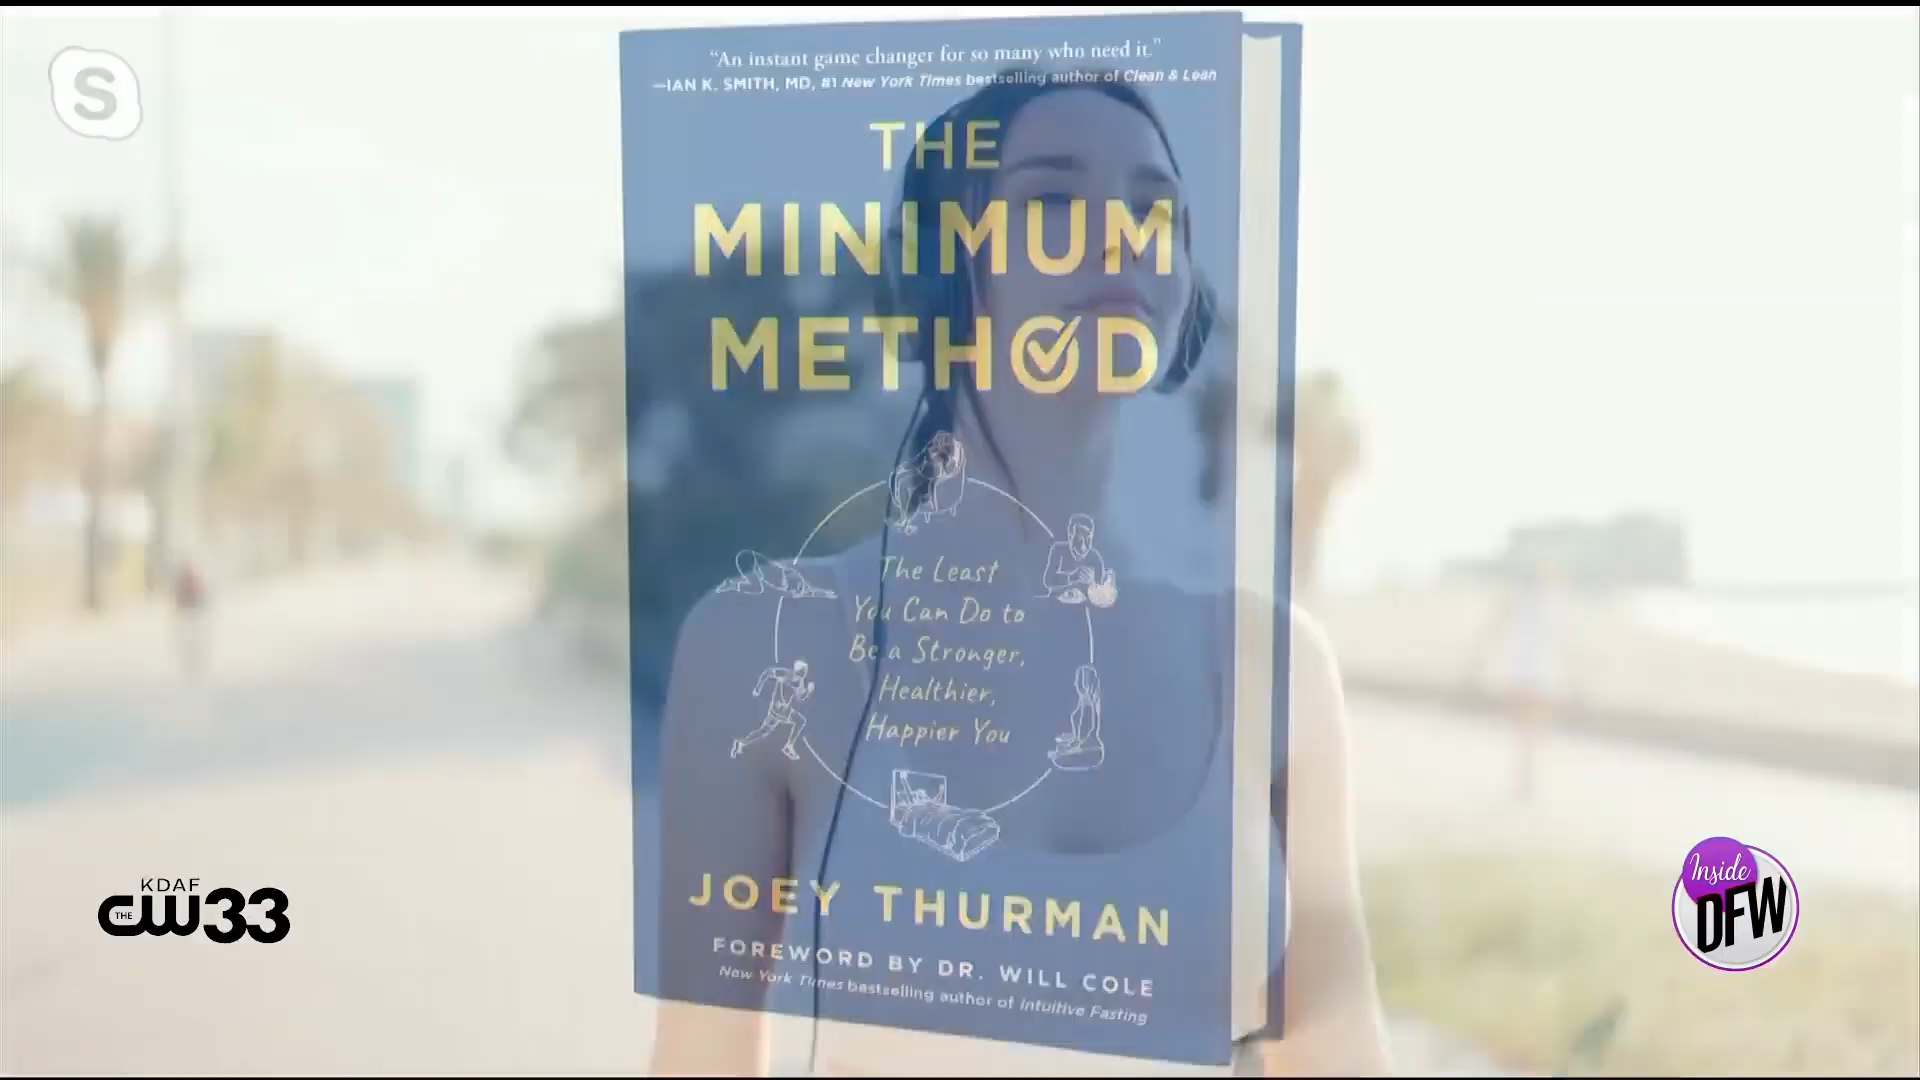 S
"An instant game changer for so many who need it."
—IAN K. SMITH, MD, #1 New York Times bestselling author of Clean & Lean
THE
MINIMUM
METHOD
The Least
You Can Do to
Be a Stronger,
Healthier,
Happier You
JOEY THURMAN
FOREWORD BY DR. WILL COLE
New York Times bestselling author of Intuitive Fasting
KDAF
THE CW33
Inside
DFW